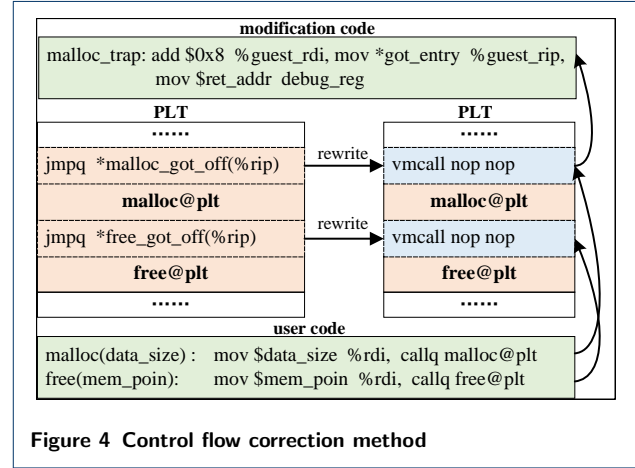 modification code
malloc_trap: add $0x8 %guest_rdi, mov *got_entry %guest_rip,
mov $ret_addr debug_reg
PLT
......
jmpq *malloc_got_off(%rip)
malloc@plt
jmpq *free_got_off(%rip)
free@plt
......
rewrite
rewrite
PLT
......
vmcall nop nop
malloc@plt
vmcall nop nop
free@plt
......
user code
malloc(data_size) : mov $data_size %rdi, callq malloc@plt
free(mem_poin): mov $mem_poin %rdi, callq free@plt
Figure 4 Control flow correction method